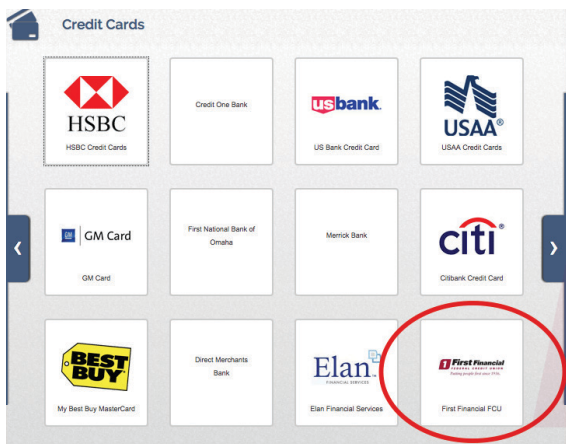 Credit Cards
HSBC
HSBC Credit Cards
Credit One Bank
usbank
US Bank Credit Card
USAA®
USAA Credit Cards
GM
GM Card
GM Card
First National Bank of
Omaha
Merrick Bank
citi®
Citibank Credit Card
BEST
BUY
My Best Buy MasterCard
Direct Merchants
Bank
Elan
FINANCIAL SERVICES
Elan Financial Services
1 First Financial
FEDERAL CREDIT UNION
First Financial FCU